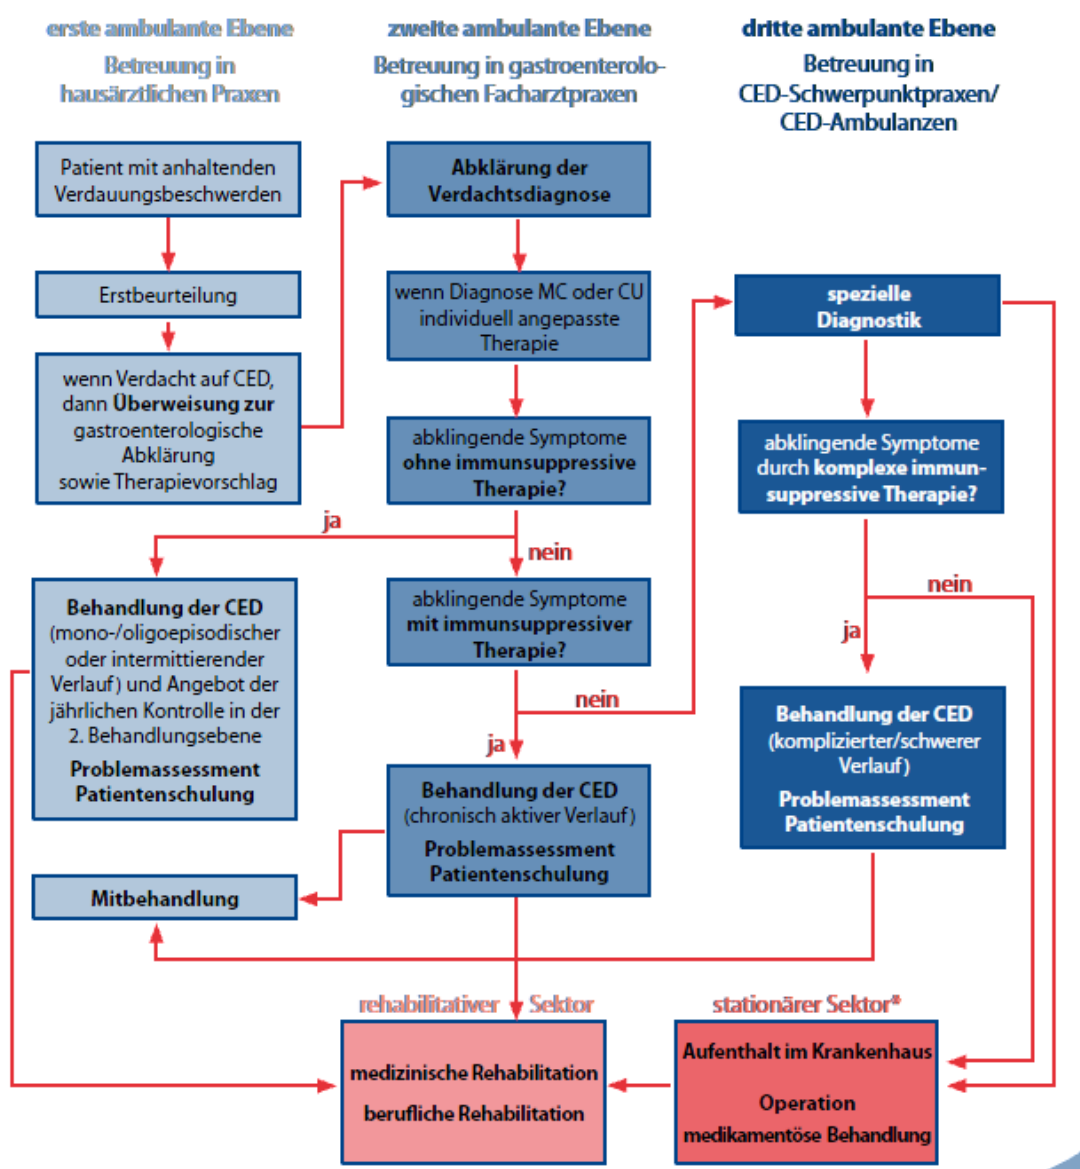 erste ambulante Ebene
Betreuung in
hausärztlichen Praxen
zweite ambulante Ebene
Betreuung in gastroenterolo-
gischen Facharztpraxen
dritte ambulante Ebene
Betreuung in
CED-Schwerpunktpraxen/
CED-Ambulanzen
Patient mit anhaltenden
Verdauungsbeschwerden
Erstbeurteilung
wenn Verdacht auf CED,
dann Überweisung zur
gastroenterologische
Abklärung
sowie Therapievorschlag
Abklärung der
Verdachtsdiagnose
wenn Diagnose MC oder CU
individuell angepasste
Therapie
abklingende Symptome
ohne immunsuppressive
Therapie?
ja
nein
Behandlung der CED
(mono-/oligoepisodischer
oder intermittierender
Verlauf) und Angebot der
jährlichen Kontrolle in der
2. Behandlungsebene
Problemassessment
Patientenschulung
abklingende Symptome
mit immunsuppressiver
Therapie?
nein
ja
Behandlung der CED
(chronisch aktiver Verlauf)
Problemassessment
Patientenschulung
Mitbehandlung
spezielle
Diagnostik
abklingende Symptome
durch komplexe immun-
suppressive Therapie?
nein
ja
Behandlung der CED
(komplizierter/schwerer
Verlauf)
Problemassessment
Patientenschulung
rehabilitativer Sektor
medizinische Rehabilitation
berufliche Rehabilitation
stationärer Sektor*
Aufenthalt im Krankenhaus
Operation
medikamentöse Behandlung